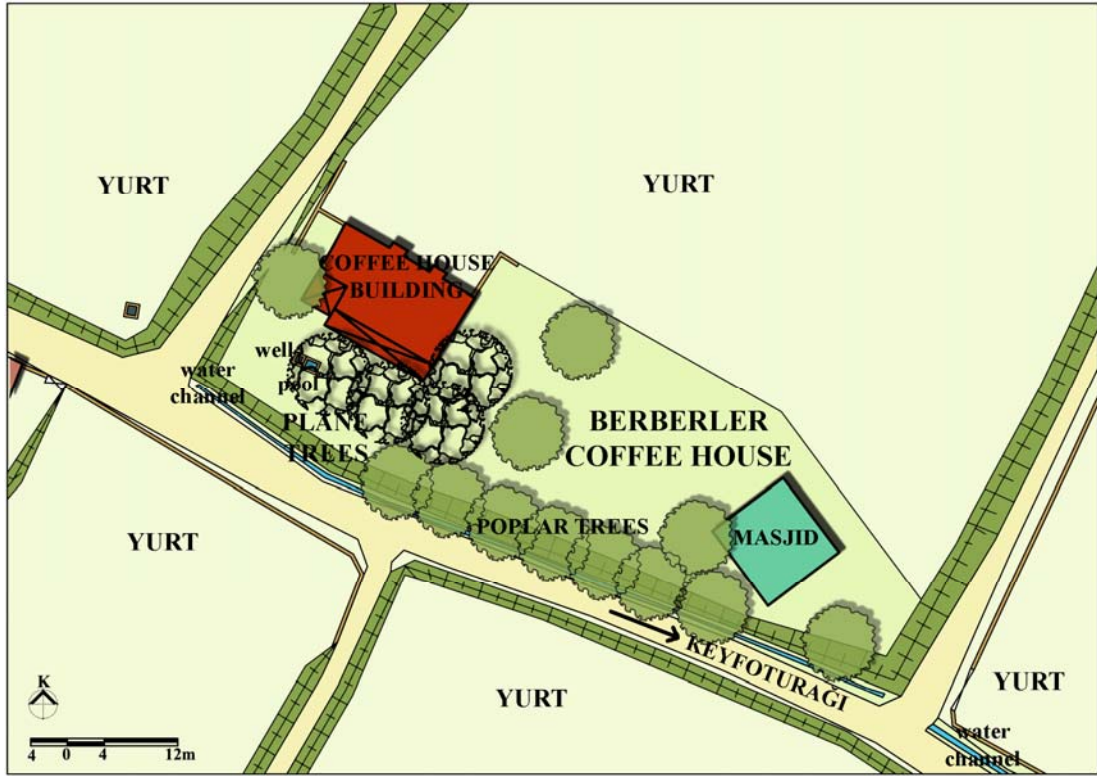 YURT
YURT
COFFEE HOUSE
BUILDING
well
pool
water
channel
PLANE
TREES
BERBERLER
COFFEE HOUSE
POPLAR TREES
MASJID
YURT
KEYFOTURAĞI
YURT
YURT
water
channel
K
4 0 4 12m